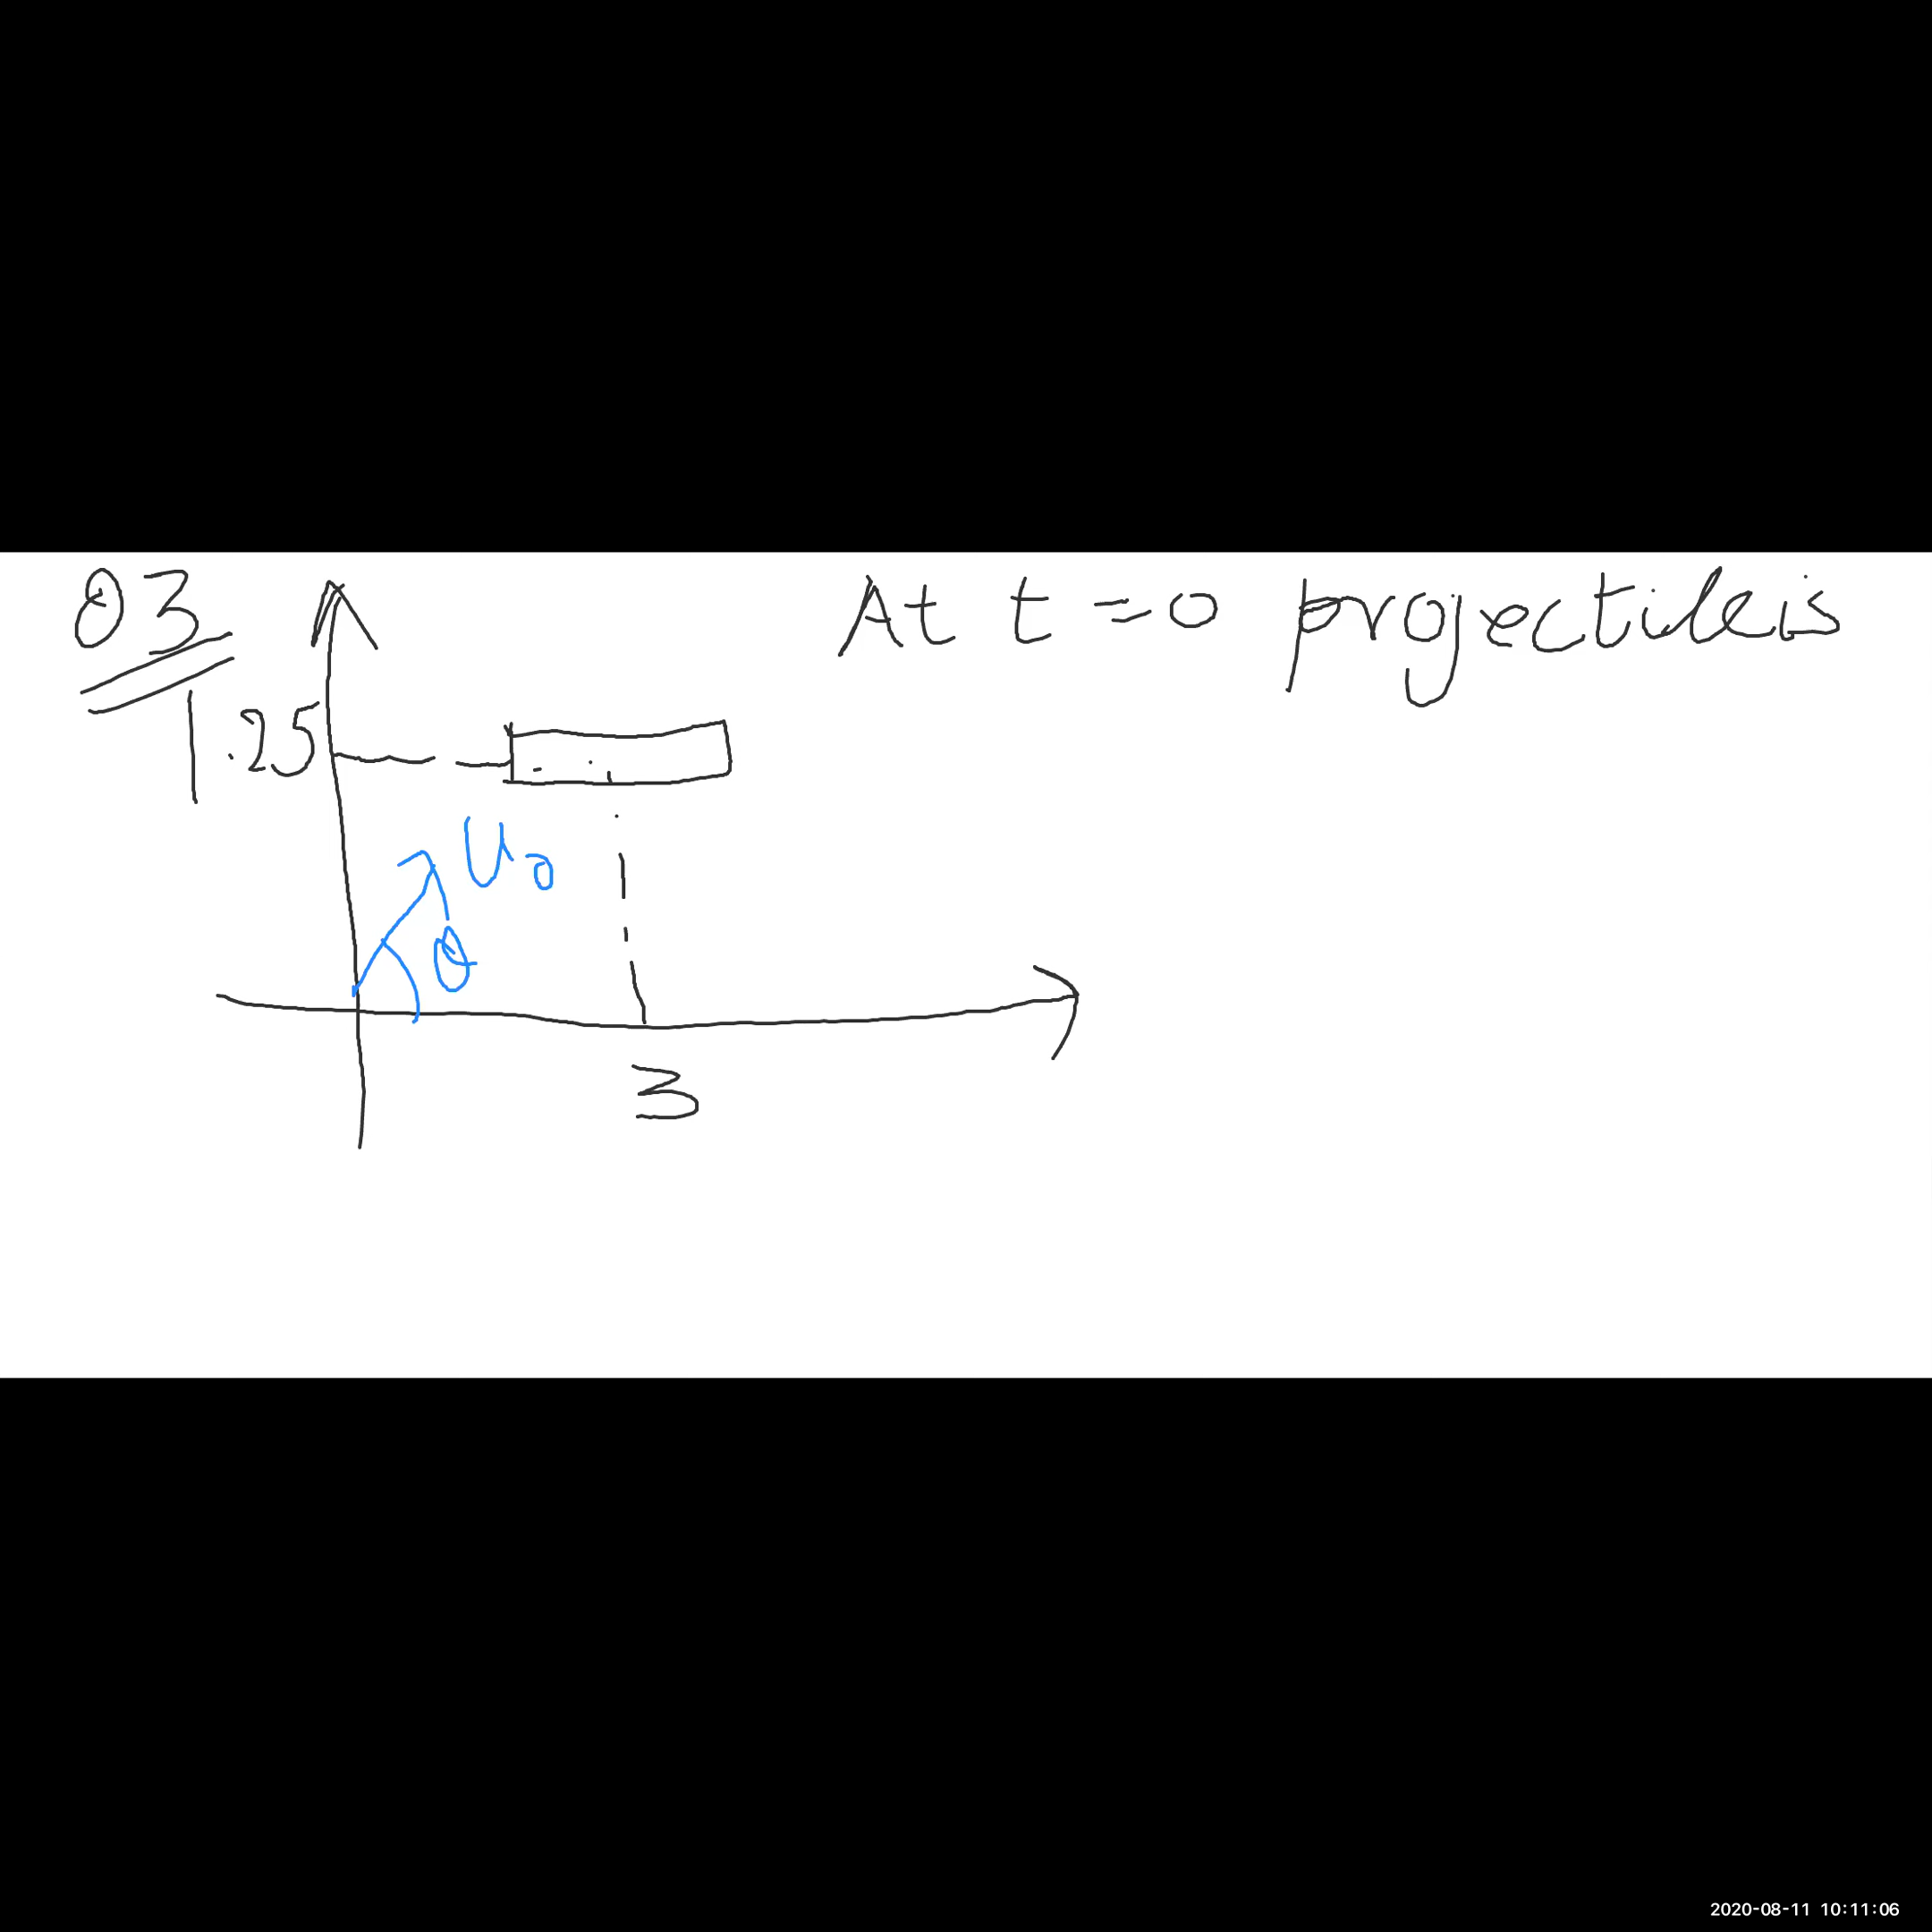 Q3
At t = 0 projectile is
1.25
u₀
θ
3
2020-08-11 10:11:06